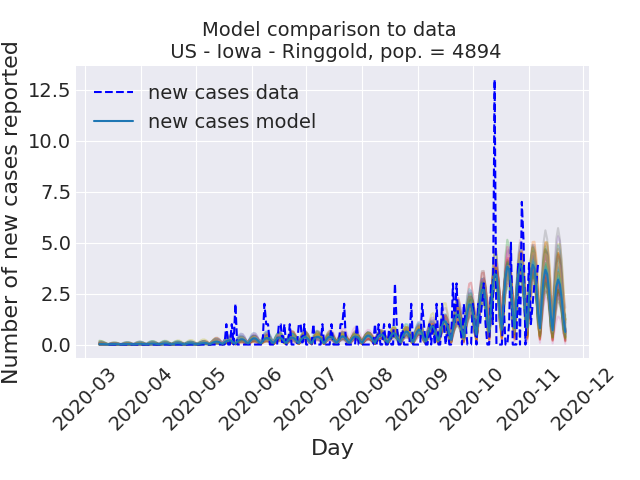 Model comparison to data
US - Iowa - Ringgold, pop. = 4894
new cases data
new cases model
Number of new cases reported
12.5
10.0
7.5
5.0
2.5
0.0
2020-03
2020-04
2020-05
2020-06
2020-07
2020-08
2020-09
2020-10
2020-11
2020-12
Day